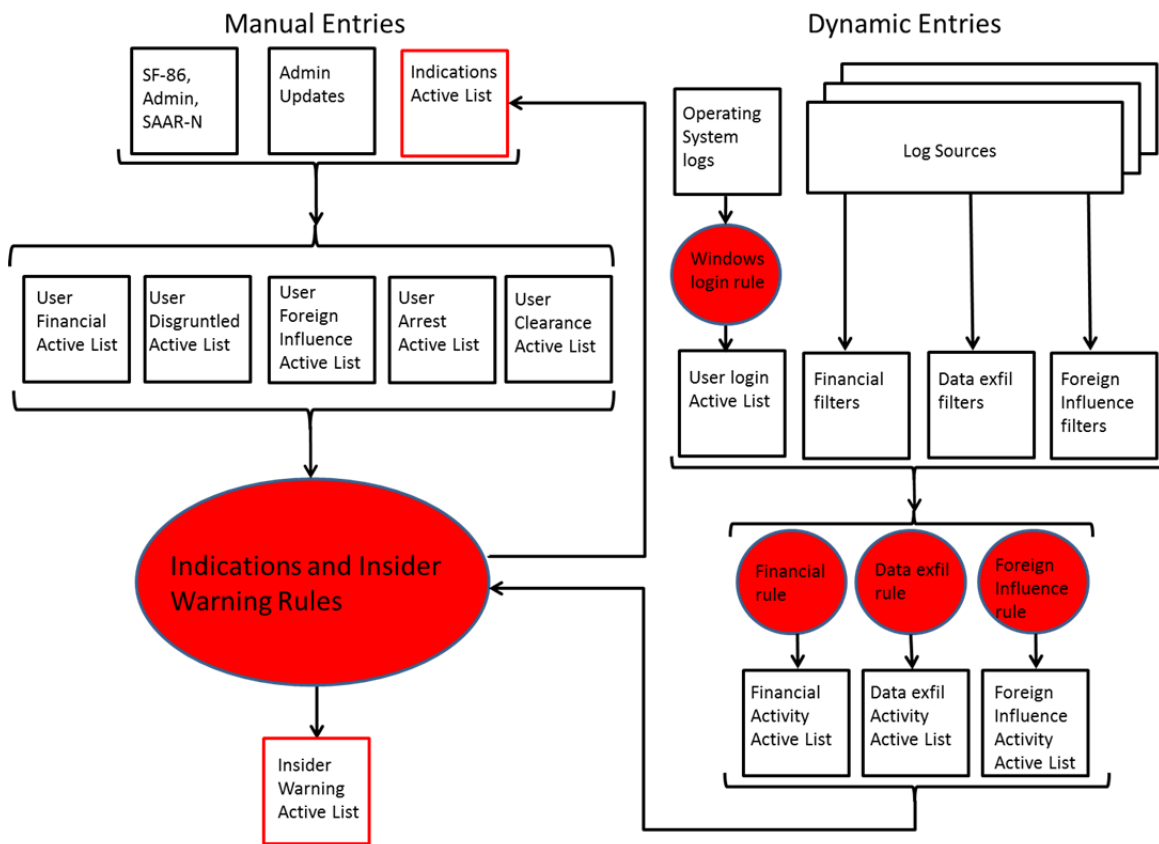 Manual Entries
Dynamic Entries
SF-86,
Admin,
SAAR-N
Admin
Updates
Indications
Active List
Operating
System
logs
Log Sources
Windows
login rule
User
Financial
Active List
User
Disgruntled
Active List
User
Foreign
Influence
Active List
User
Arrest
Active List
User
Clearance
Active List
User login
Active List
Financial
filters
Data exfil
filters
Foreign
Influence
filters
Indications and Insider
Warning Rules
Financial
rule
Data exfil
rule
Foreign
Influence
rule
Financial
Activity
Active List
Data exfil
Activity
Active List
Foreign
Influence
Activity
Active List
Insider
Warning
Active List